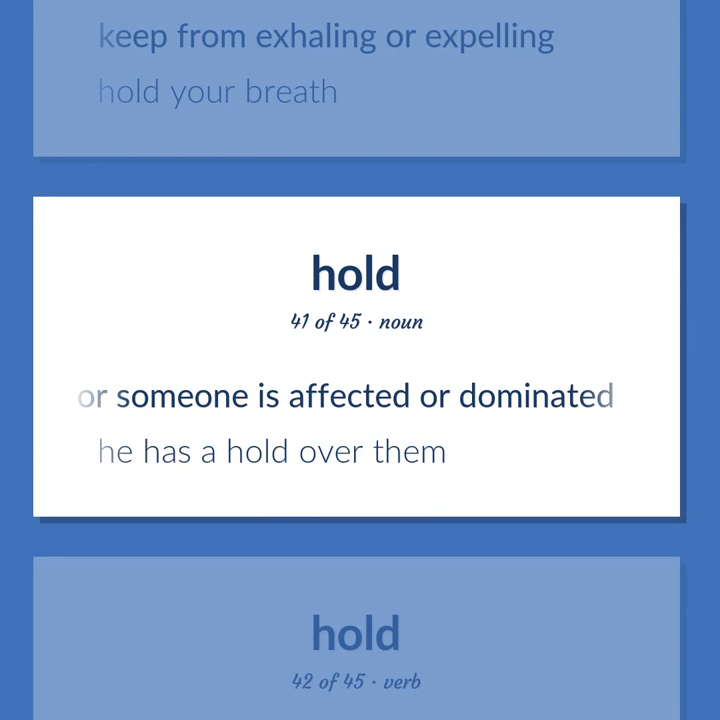 keep from exhaling or expelling
hold your breath
hold
41 of 45 · noun
or someone is affected or dominated
he has a hold over them
hold
42 of 45 · verb